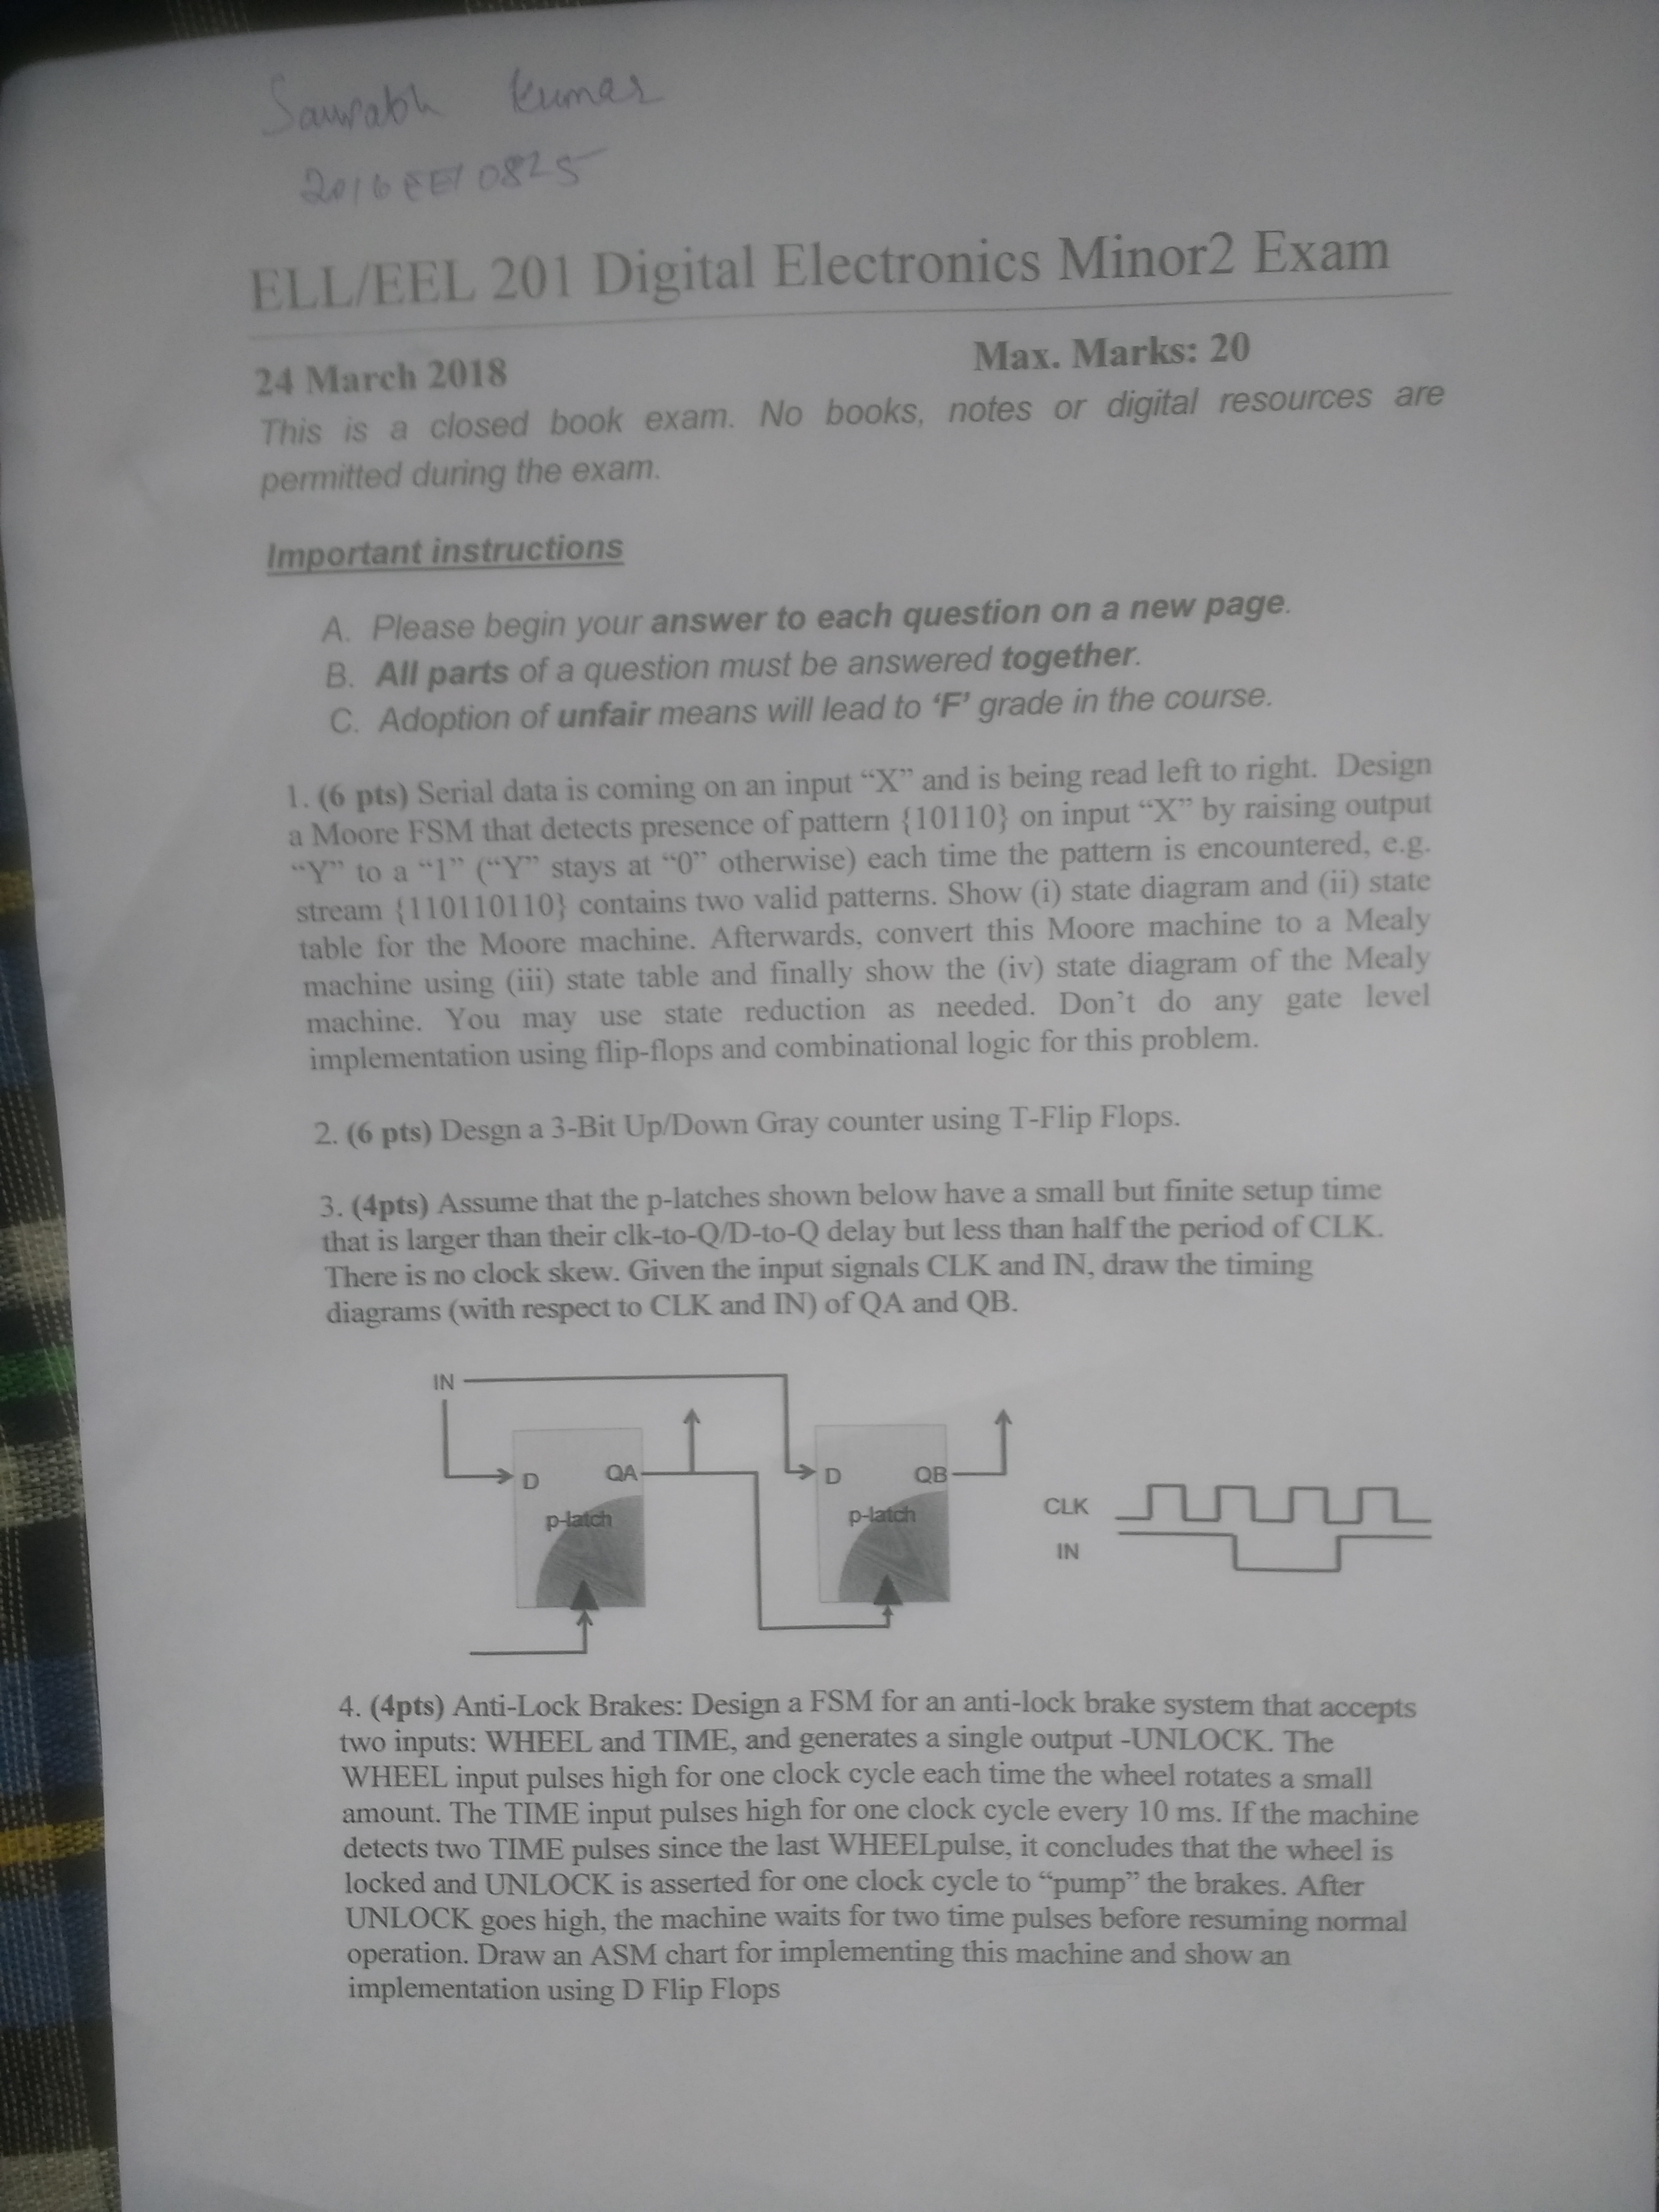 Saurabh Kumar
2016EE10825
ELL/EEL 201 Digital Electronics Minor2 Exam
24 March 2018 Max. Marks: 20
This is a closed book exam. No books, notes or digital resources are
permitted during the exam.
Important instructions
A. Please begin your answer to each question on a new page.
B. All parts of a question must be answered together.
C. Adoption of unfair means will lead to ‘F’ grade in the course.
1. (6 pts) Serial data is coming on an input “X” and is being read left to right. Design
a Moore FSM that detects presence of pattern {10110} on input “X” by raising output
“Y” to a “1” (“Y” stays at “0” otherwise) each time the pattern is encountered, e.g.
stream {110110110} contains two valid patterns. Show (i) state diagram and (ii) state
table for the Moore machine. Afterwards, convert this Moore machine to a Mealy
machine using (iii) state table and finally show the (iv) state diagram of the Mealy
machine. You may use state reduction as needed. Don’t do any gate level
implementation using flip-flops and combinational logic for this problem.
2. (6 pts) Desgn a 3-Bit Up/Down Gray counter using T-Flip Flops.
3. (4pts) Assume that the p-latches shown below have a small but finite setup time
that is larger than their clk-to-Q/D-to-Q delay but less than half the period of CLK.
There is no clock skew. Given the input signals CLK and IN, draw the timing
diagrams (with respect to CLK and IN) of QA and QB.
IN
D QA
p-latch
D QB
p-latch
CLK
IN
4. (4pts) Anti-Lock Brakes: Design a FSM for an anti-lock brake system that accepts
two inputs: WHEEL and TIME, and generates a single output -UNLOCK. The
WHEEL input pulses high for one clock cycle each time the wheel rotates a small
amount. The TIME input pulses high for one clock cycle every 10 ms. If the machine
detects two TIME pulses since the last WHEELpulse, it concludes that the wheel is
locked and UNLOCK is asserted for one clock cycle to “pump” the brakes. After
UNLOCK goes high, the machine waits for two time pulses before resuming normal
operation. Draw an ASM chart for implementing this machine and show an
implementation using D Flip Flops